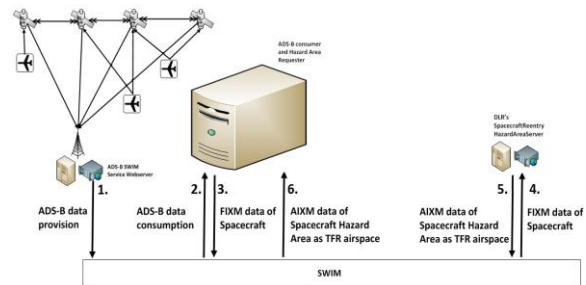 ADS-B consumer
and Hazard Area
Requester
DLR's
SpacecraftReentry
HazardAreaServer
ADS-B SWIM
Service Webserver
1.
2.
3.
6.
5.
4.
ADS-B data
provision
ADS-B data
consumption
FIXM data of
Spacecraft
AIXM data of
Spacecraft Hazard
Area as TFR airspace
AIXM data of
Spacecraft Hazard
Area as TFR airspace
FIXM data of
Spacecraft
SWIM